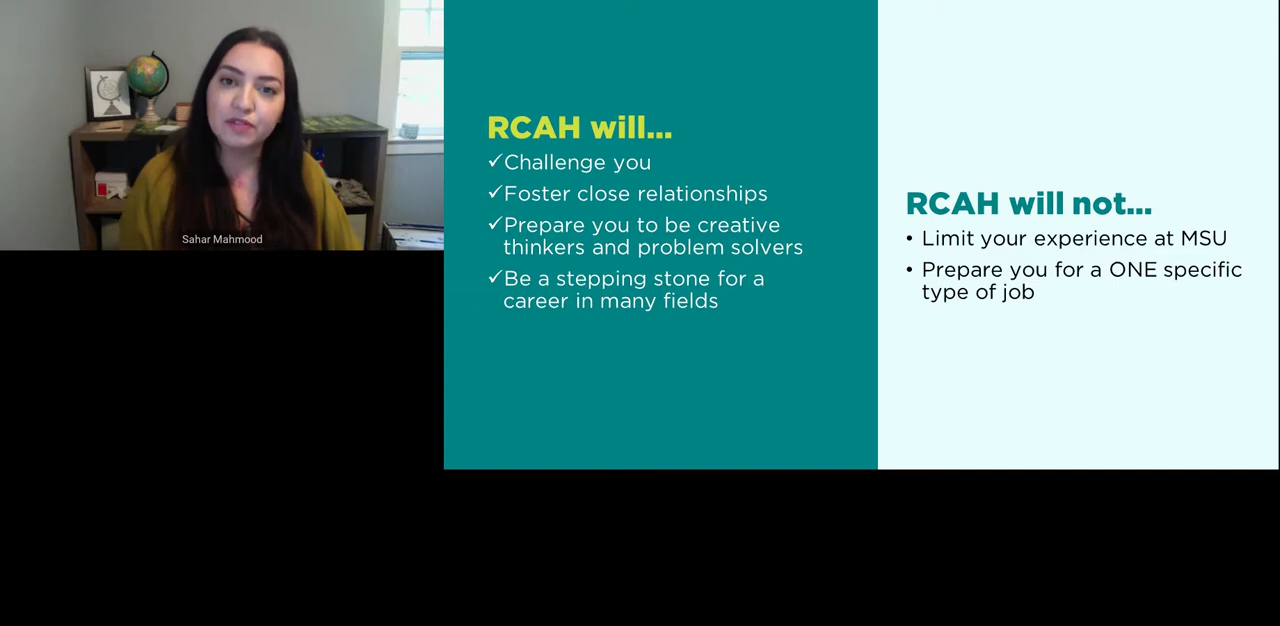 Sahar Mahmood
RCAH will...
✓Challenge you
✓Foster close relationships
✓Prepare you to be creative
thinkers and problem solvers
✓Be a stepping stone for a
career in many fields
RCAH will not...
• Limit your experience at MSU
• Prepare you for a ONE specific
type of job